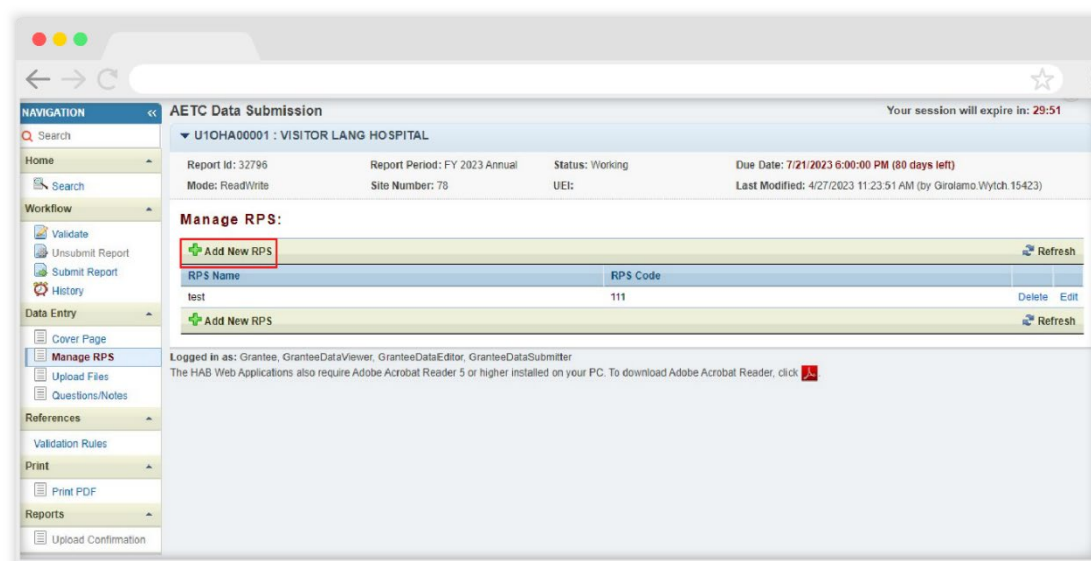 NAVIGATION «
Search
Home
Search
Workflow
Validate
Unsubmit Report
Submit Report
History
Data Entry
Cover Page
Manage RPS
Upload Files
Questions/Notes
References
Validation Rules
Print
Print PDF
Reports
Upload Confirmation
AETC Data Submission Your session will expire in: 29:51
U1OHA00001 : VISITOR LANG HOSPITAL
Report Id: 32796 Report Period: FY 2023 Annual Status: Working Due Date: 7/21/2023 6:00:00 PM (80 days left)
Mode: ReadWrite Site Number: 78 UEI: Last Modified: 4/27/2023 11:23:51 AM (by Girolamo.Wytch.15423)
Manage RPS:
Add New RPS Refresh
RPS Name RPS Code
test 111 Delete Edit
Add New RPS Refresh
Logged in as: Grantee, GranteeDataViewer, GranteeDataEditor, GranteeDataSubmitter
The HAB Web Applications also require Adobe Acrobat Reader 5 or higher installed on your PC. To download Adobe Acrobat Reader, click .